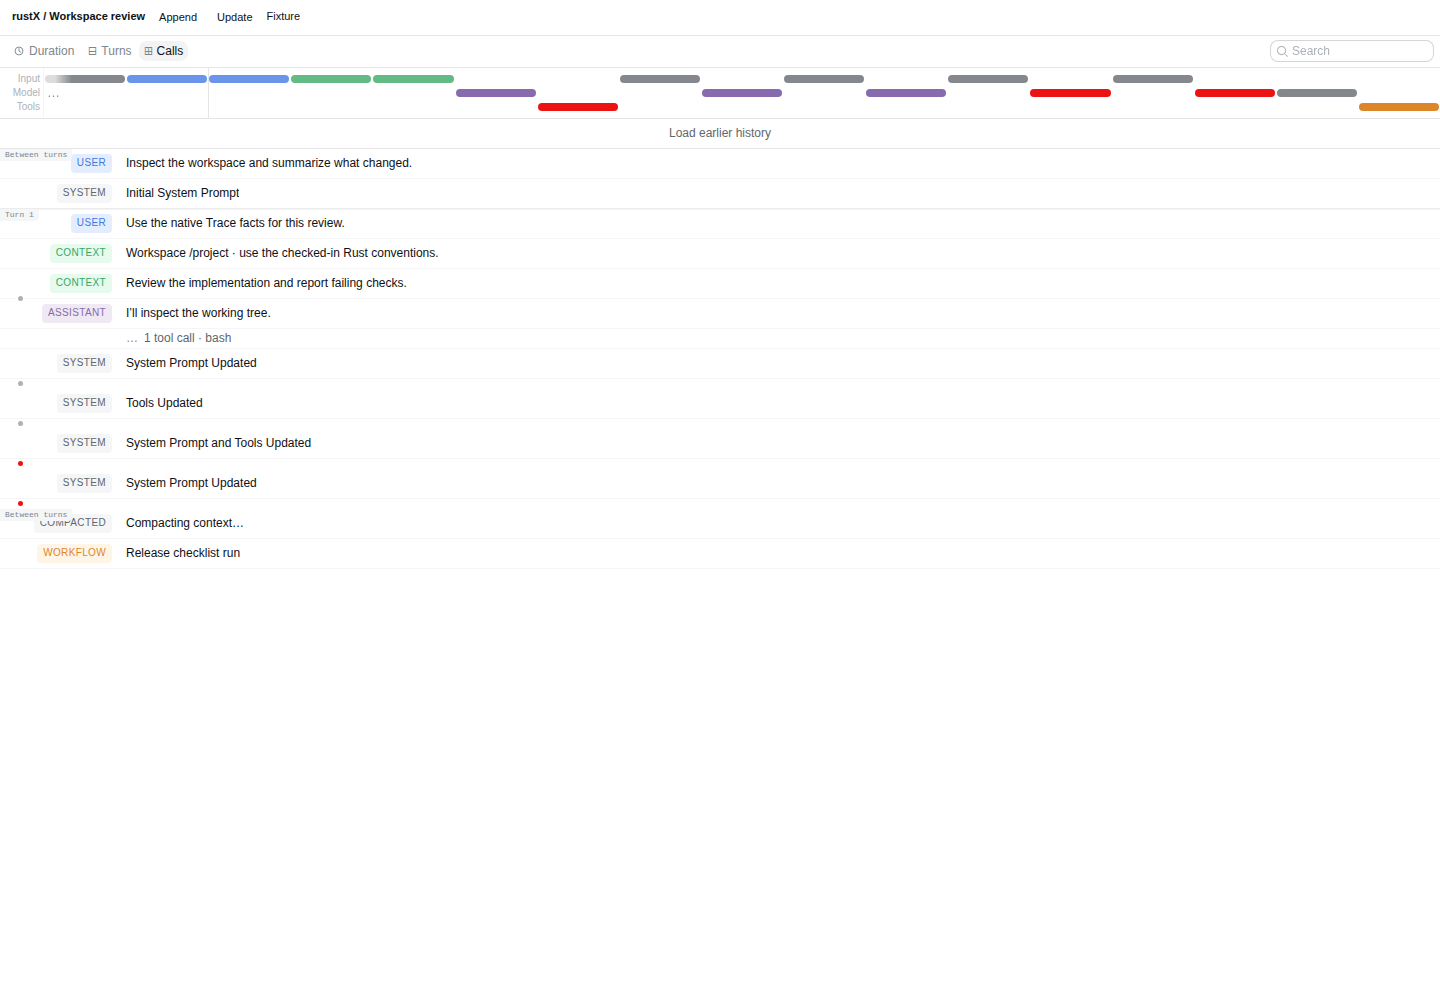 rustX / Workspace review Append Update Fixture
Duration Turns Calls Search
Input
Model ...
Tools
Load earlier history
Between turns
USER Inspect the workspace and summarize what changed.
SYSTEM Initial System Prompt
Turn 1
USER Use the native Trace facts for this review.
CONTEXT Workspace /project · use the checked-in Rust conventions.
CONTEXT Review the implementation and report failing checks.
ASSISTANT I'll inspect the working tree.
... 1 tool call · bash
SYSTEM System Prompt Updated
SYSTEM Tools Updated
SYSTEM System Prompt and Tools Updated
SYSTEM System Prompt Updated
Between turns
COMPACTED Compacting context…
WORKFLOW Release checklist run